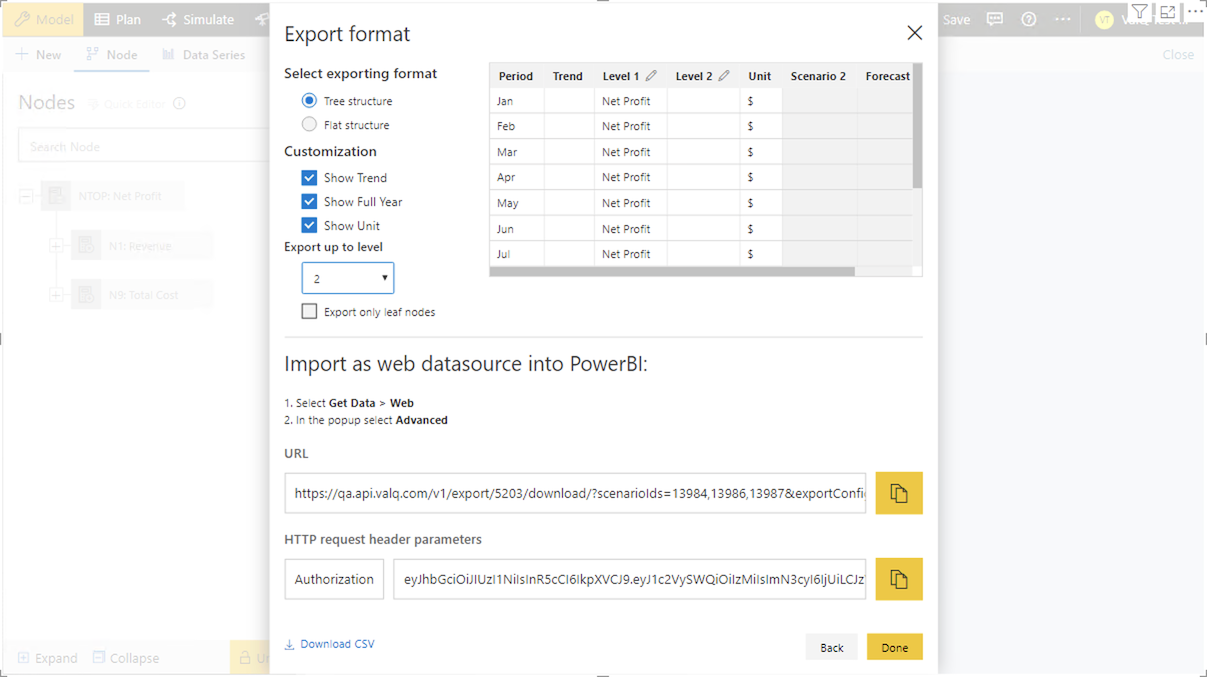 Model
Plan
Simulate
Save
VT
New
Node
Data Series
Close
Nodes
Quick Editor
Search Node
NTOP: Net Profit
N1: Revenue
N9: Total Cost
Expand
Collapse
Export format
Select exporting format
Tree structure
Flat structure
Customization
Show Trend
Show Full Year
Show Unit
Export up to level
2
Export only leaf nodes
Period Trend Level 1 Level 2 Unit Scenario 2 Forecast
Jan Net Profit $
Feb Net Profit $
Mar Net Profit $
Apr Net Profit $
May Net Profit $
Jun Net Profit $
Jul Net Profit $
Import as web datasource into PowerBI:
1. Select Get Data > Web
2. In the popup select Advanced
URL
https://qa.api.valq.com/v1/export/5203/download/?scenarioIds=13984,13986,13987&exportConfi
HTTP request header parameters
Authorization
Download CSV
Back
Done